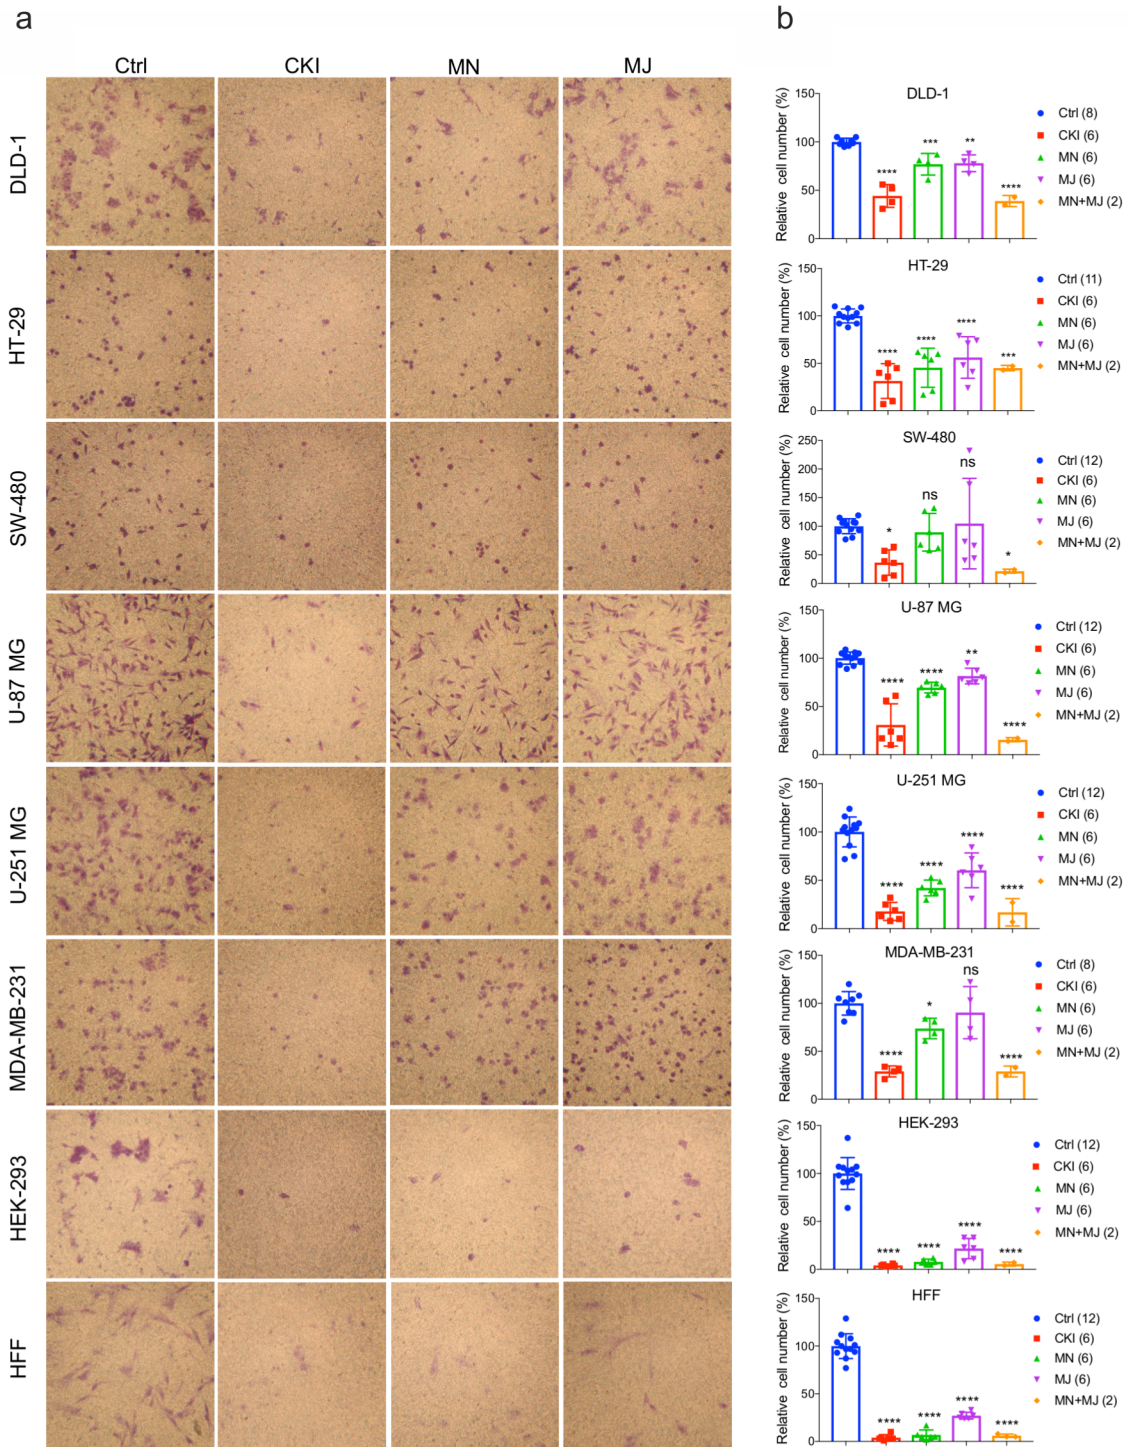 a
b
Ctrl CKI MN MJ
DLD-1
HT-29
SW-480
U-87 MG
U-251 MG
MDA-MB-231
HEK-293
HFF
DLD-1
Relative cell number (%)
150
100
50
0
****
***
**
****
Ctrl (8)
CKI (6)
MN (6)
MJ (6)
MN+MJ (2)
HT-29
Relative cell number (%)
150
100
50
0
****
****
****
***
Ctrl (11)
CKI (6)
MN (6)
MJ (6)
MN+MJ (2)
SW-480
Relative cell number (%)
250
200
150
100
50
0
*
ns
ns
*
Ctrl (12)
CKI (6)
MN (6)
MJ (6)
MN+MJ (2)
U-87 MG
Relative cell number (%)
150
100
50
0
****
****
**
****
Ctrl (12)
CKI (6)
MN (6)
MJ (6)
MN+MJ (2)
U-251 MG
Relative cell number (%)
150
100
50
0
****
****
****
****
Ctrl (12)
CKI (6)
MN (6)
MJ (6)
MN+MJ (2)
MDA-MB-231
Relative cell number (%)
150
100
50
0
****
*
ns
****
Ctrl (8)
CKI (6)
MN (6)
MJ (6)
MN+MJ (2)
HEK-293
Relative cell number (%)
150
100
50
0
****
****
****
****
Ctrl (12)
CKI (6)
MN (6)
MJ (6)
MN+MJ (2)
HFF
Relative cell number (%)
150
100
50
0
****
****
****
****
Ctrl (12)
CKI (6)
MN (6)
MJ (6)
MN+MJ (2)